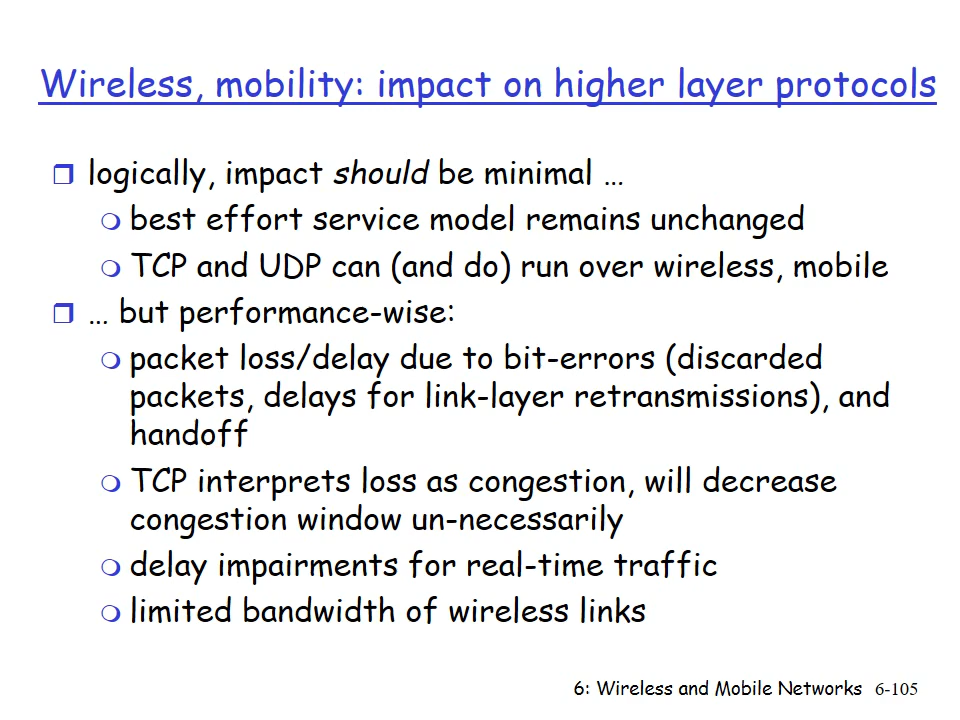 Wireless, mobility: impact on higher layer protocols
logically, impact should be minimal …
best effort service model remains unchanged
TCP and UDP can (and do) run over wireless, mobile
… but performance-wise:
packet loss/delay due to bit-errors (discarded
packets, delays for link-layer retransmissions), and
handoff
TCP interprets loss as congestion, will decrease
congestion window un-necessarily
delay impairments for real-time traffic
limited bandwidth of wireless links
6: Wireless and Mobile Networks 6-105